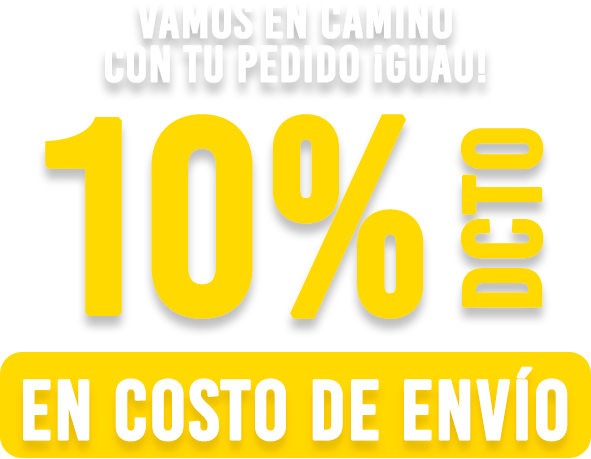 VAMOS EN CAMINO
CON TU PEDIDO ¡GUAU!
10% DCTO
EN COSTO DE ENVÍO